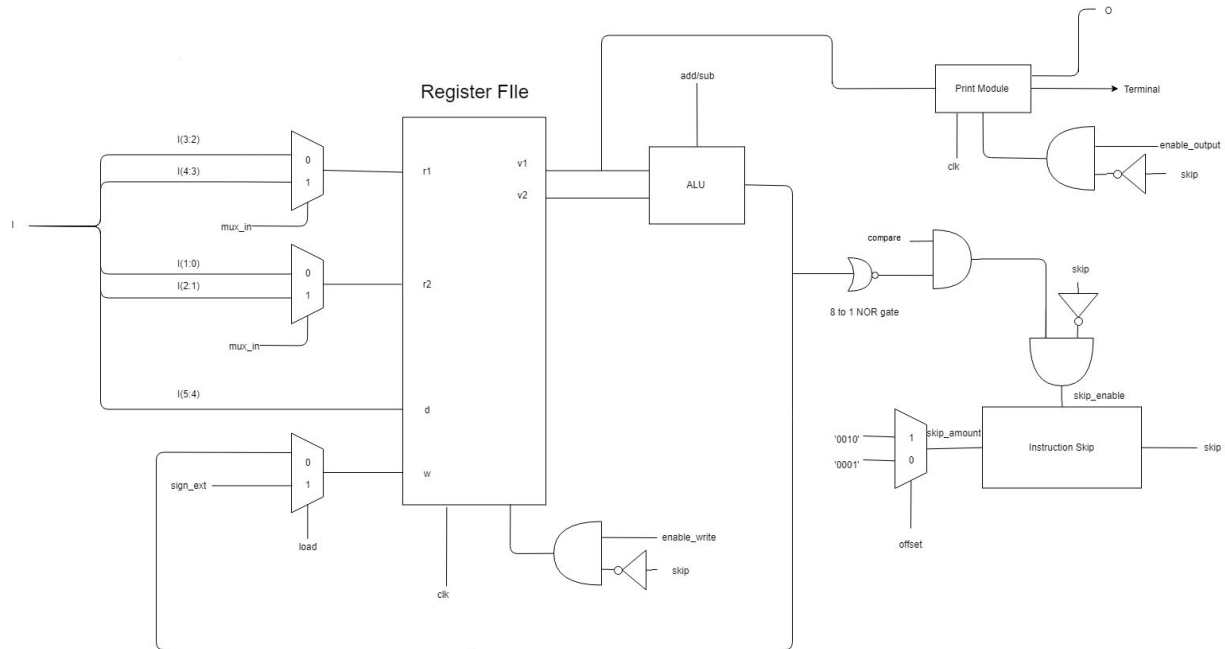 O
Register FIle
add/sub
Print Module
Terminal
I(3:2)
0
I(4:3)
1
r1
v1
ALU
clk
enable_output
skip
v2
I
mux_in
compare
I(1:0)
0
I(2:1)
1
r2
skip
8 to 1 NOR gate
mux_in
I(5:4)
d
skip_enable
'0010'
1
skip_amount
Instruction Skip
skip
'0001'
0
0
sign_ext
1
w
offset
load
enable_write
skip
clk